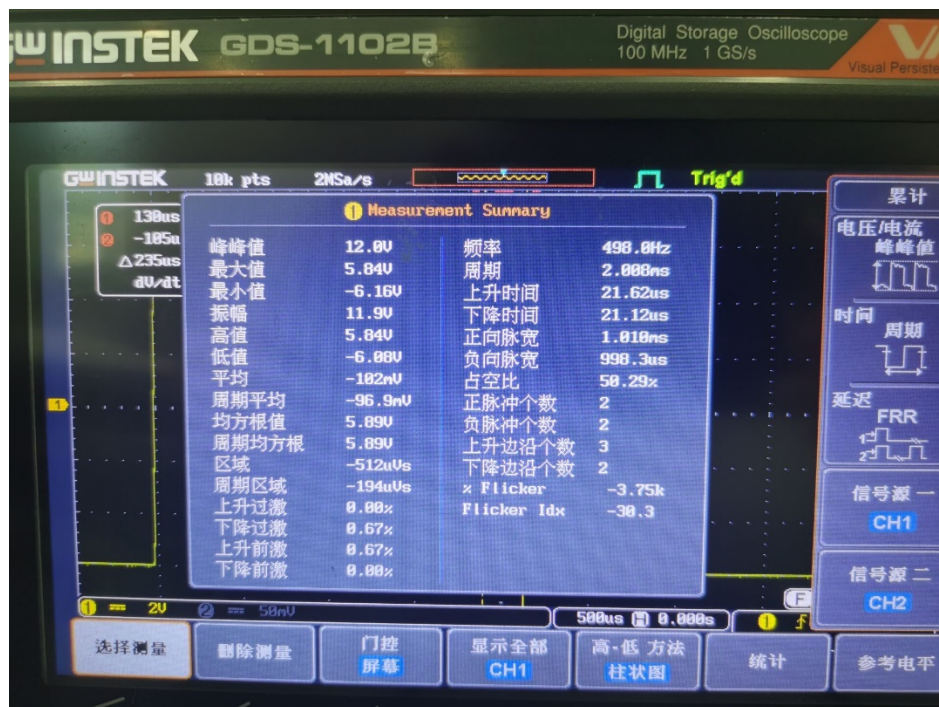 GWINSTEK GDS-1102B
Digital Storage Oscilloscope
100 MHz 1 GS/s
Visual
GWINSTEK 10k pts 2MSa/s Trig'd
① 130us
② -105u
△235us
dV/dt
① Measurement Summary
峰峰值 12.0V 频率 498.0Hz
最大值 5.84V 周期 2.008ms
最小值 -6.16V 上升时间 21.62us
振幅 11.9V 下降时间 21.12us
高值 5.84V 正向脉宽 1.010ms
低值 -6.08V 负向脉宽 998.3us
平均 -102mV 占空比 50.29%
周期平均 -96.9mV 正脉冲个数 2
均方根值 5.89V 负脉冲个数 2
周期均方根 5.89V 上升边沿个数 3
区域 -512uVs 下降边沿个数 2
周期区域 -194uVs % Flicker -3.75k
上升过激 0.00% Flicker Idx -30.3
下降过激 0.67%
上升前激 0.67%
下降前激 0.00%
1
累计
电压/电流
峰峰值
时间
周期
延迟
FRR
1
2
信号源 一
CH1
信号源 二
CH2
① 2V ② 50mV 500us H 0.000s ① F
选择测量 删除测量 门控 显示全部 高-低 方法 统计 参考电平
屏幕 CH1 柱状图